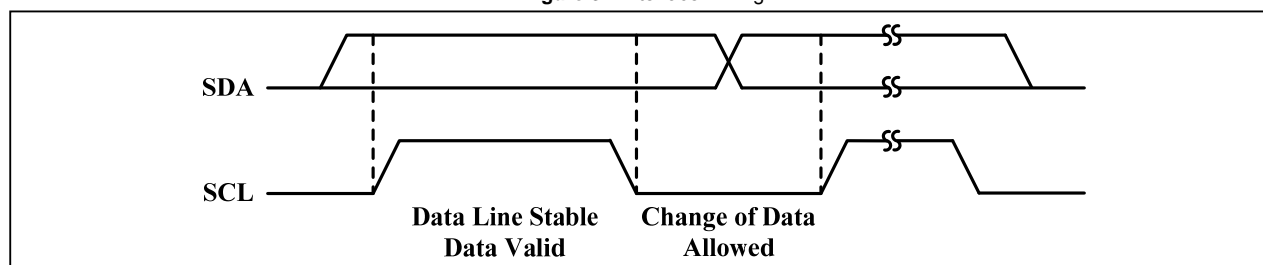 SDA
SCL
Data Line Stable
Data Valid
Change of Data
Allowed